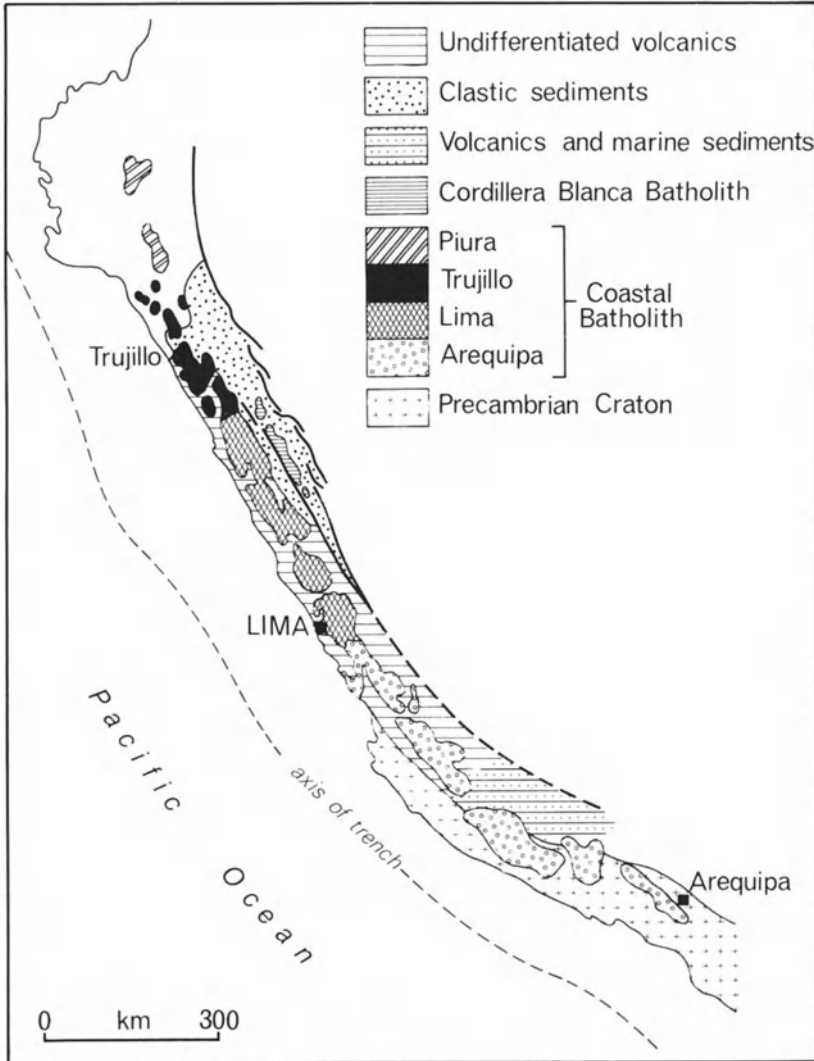 Undifferentiated volcanics
Clastic sediments
Volcanics and marine sediments
Cordillera Blanca Batholith
Piura
Trujillo
Lima
Arequipa
Coastal
Batholith
Precambrian Craton
Trujillo
LIMA
Pacific
Ocean
axis of trench
Arequipa
0 km 300